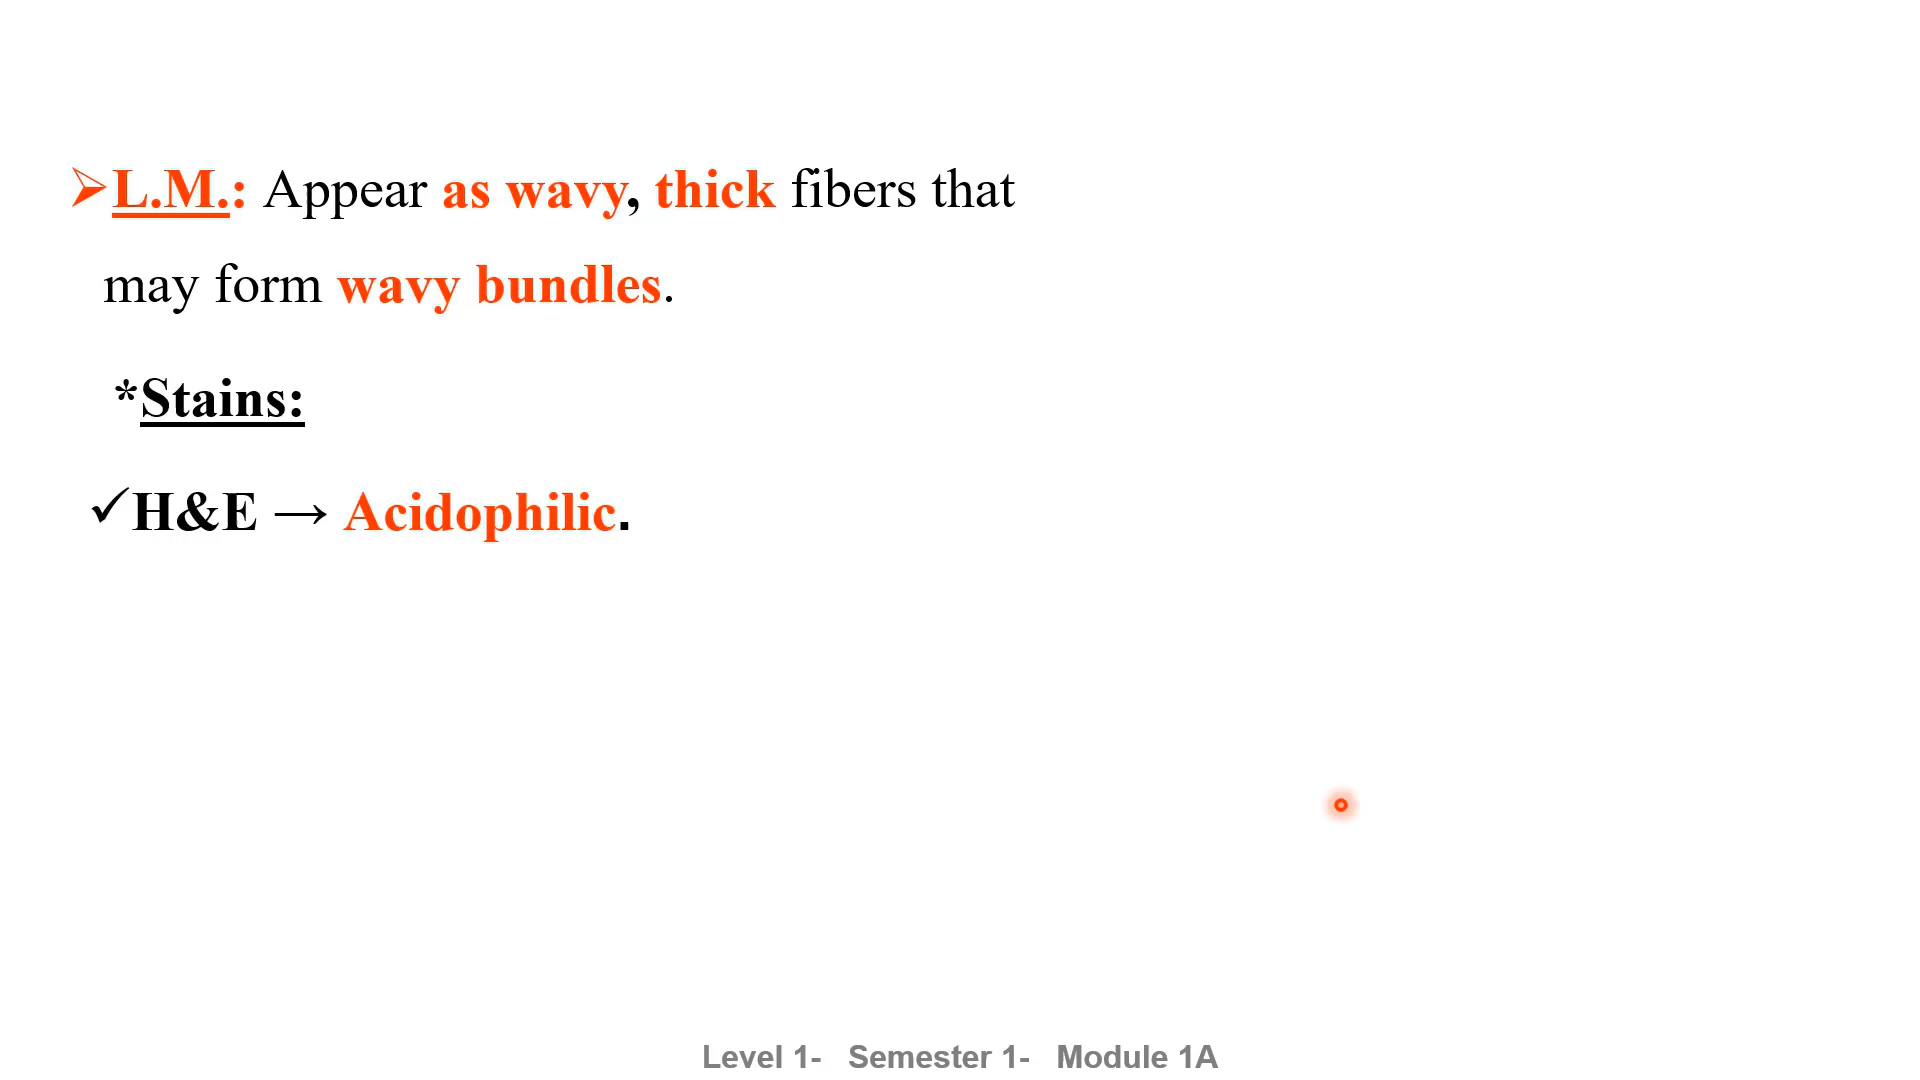 ➢L.M.: Appear as wavy, thick fibers that
may form wavy bundles.
*Stains:
✓H&E → Acidophilic.
Level 1- Semester 1- Module 1A